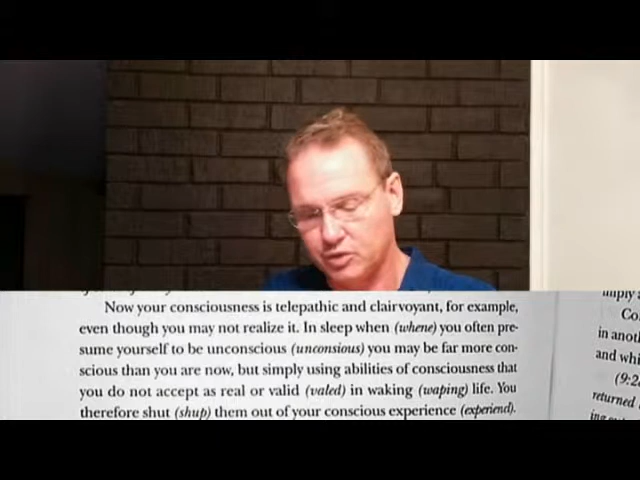 Now your consciousness is telepathic and clairvoyant, for example,
even though you may not realize it. In sleep when (whene) you often pre-
sume yourself to be unconscious (unconsious) you may be far more con-
scious than you are now, but simply using abilities of consciousness that
you do not accept as real or valid (valed) in waking (waping) life. You
therefore shut (shup) them out of your conscious experience (experiend).
imply
Co
in anot
and whi
(9:2
returned